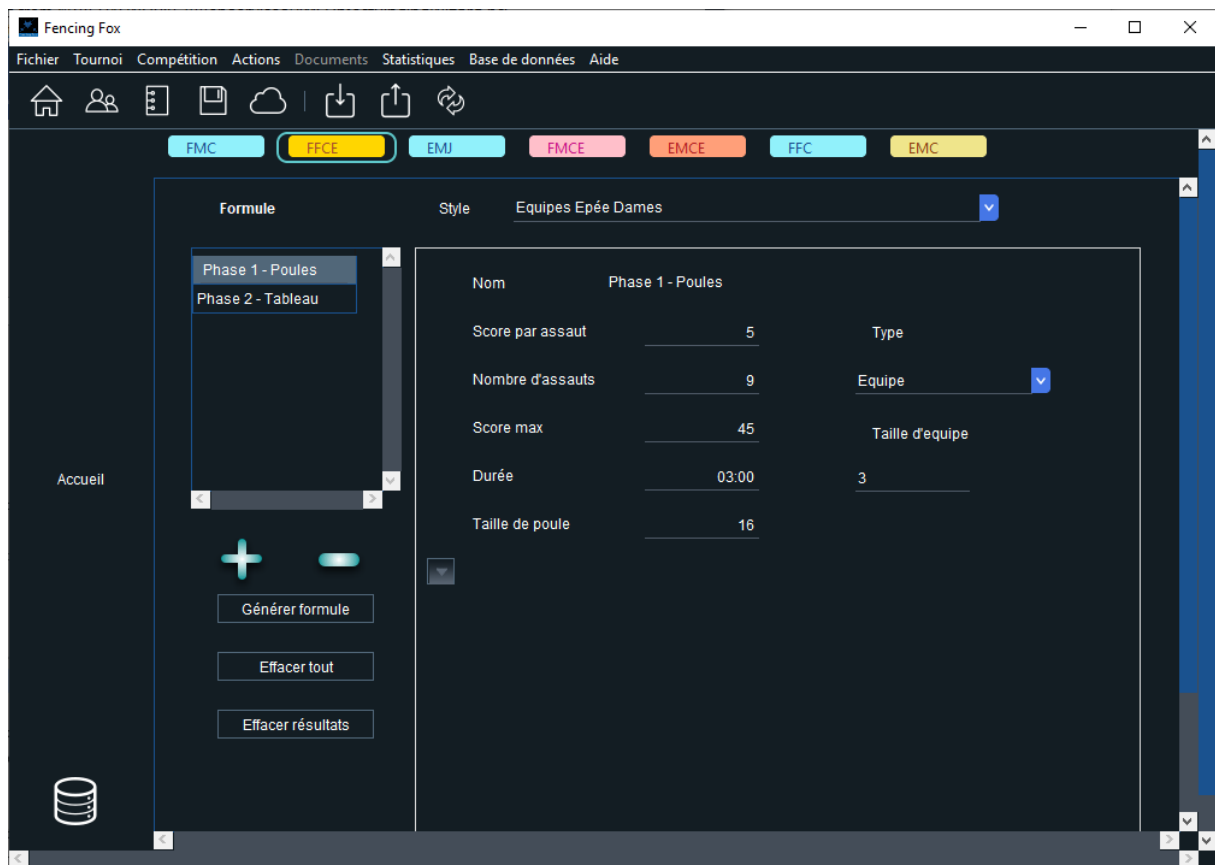 Fencing Fox
Fichier Tournoi Compétition Actions Documents Statistiques Base de données Aide
FMC FFCE EMJ FMCE EMCE FFC EMC
Formule Style Equipes Epée Dames
Phase 1 - Poules
Phase 2 - Tableau
Nom Phase 1 - Poules
Score par assaut 5 Type
Nombre d'assauts 9 Equipe
Score max 45 Taille d'equipe
Accueil
Durée 03:00 3
Taille de poule 16
Générer formule
Effacer tout
Effacer résultats